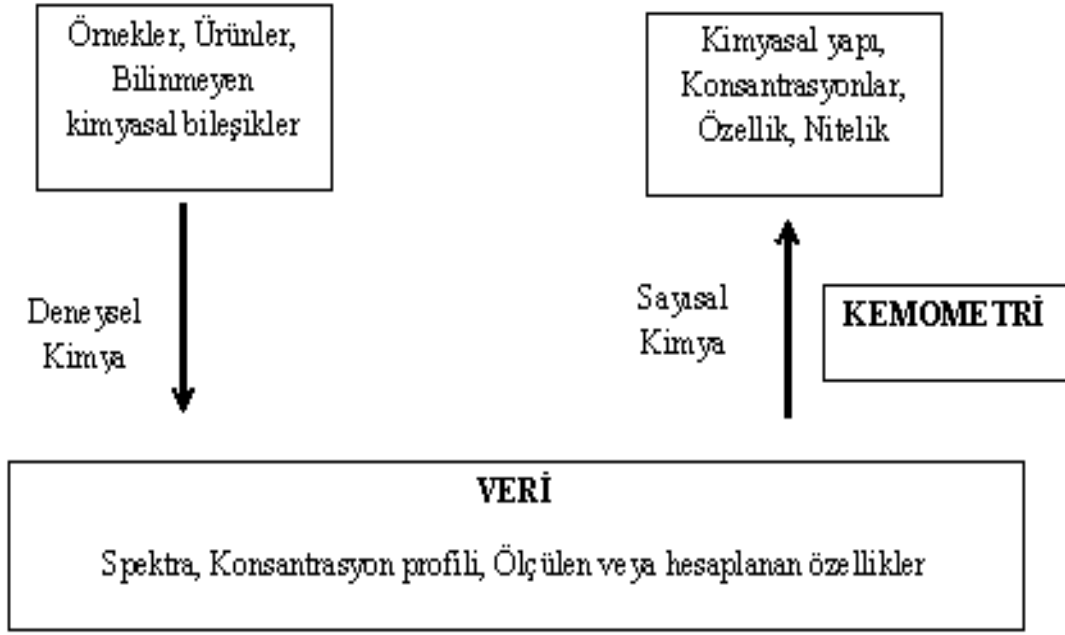 Örnekler, Ürünler,
Bilinmeyen
kimyasal bileşikler
Kimyasal yapı,
Konsantrasyonlar,
Özellik, Nitelik
Deneysel
Kimya
Sayısal
Kimya
KEMOMETRİ
VERİ
Spektra, Konsantrasyon profili, Ölçülen veya hesaplanan özellikler